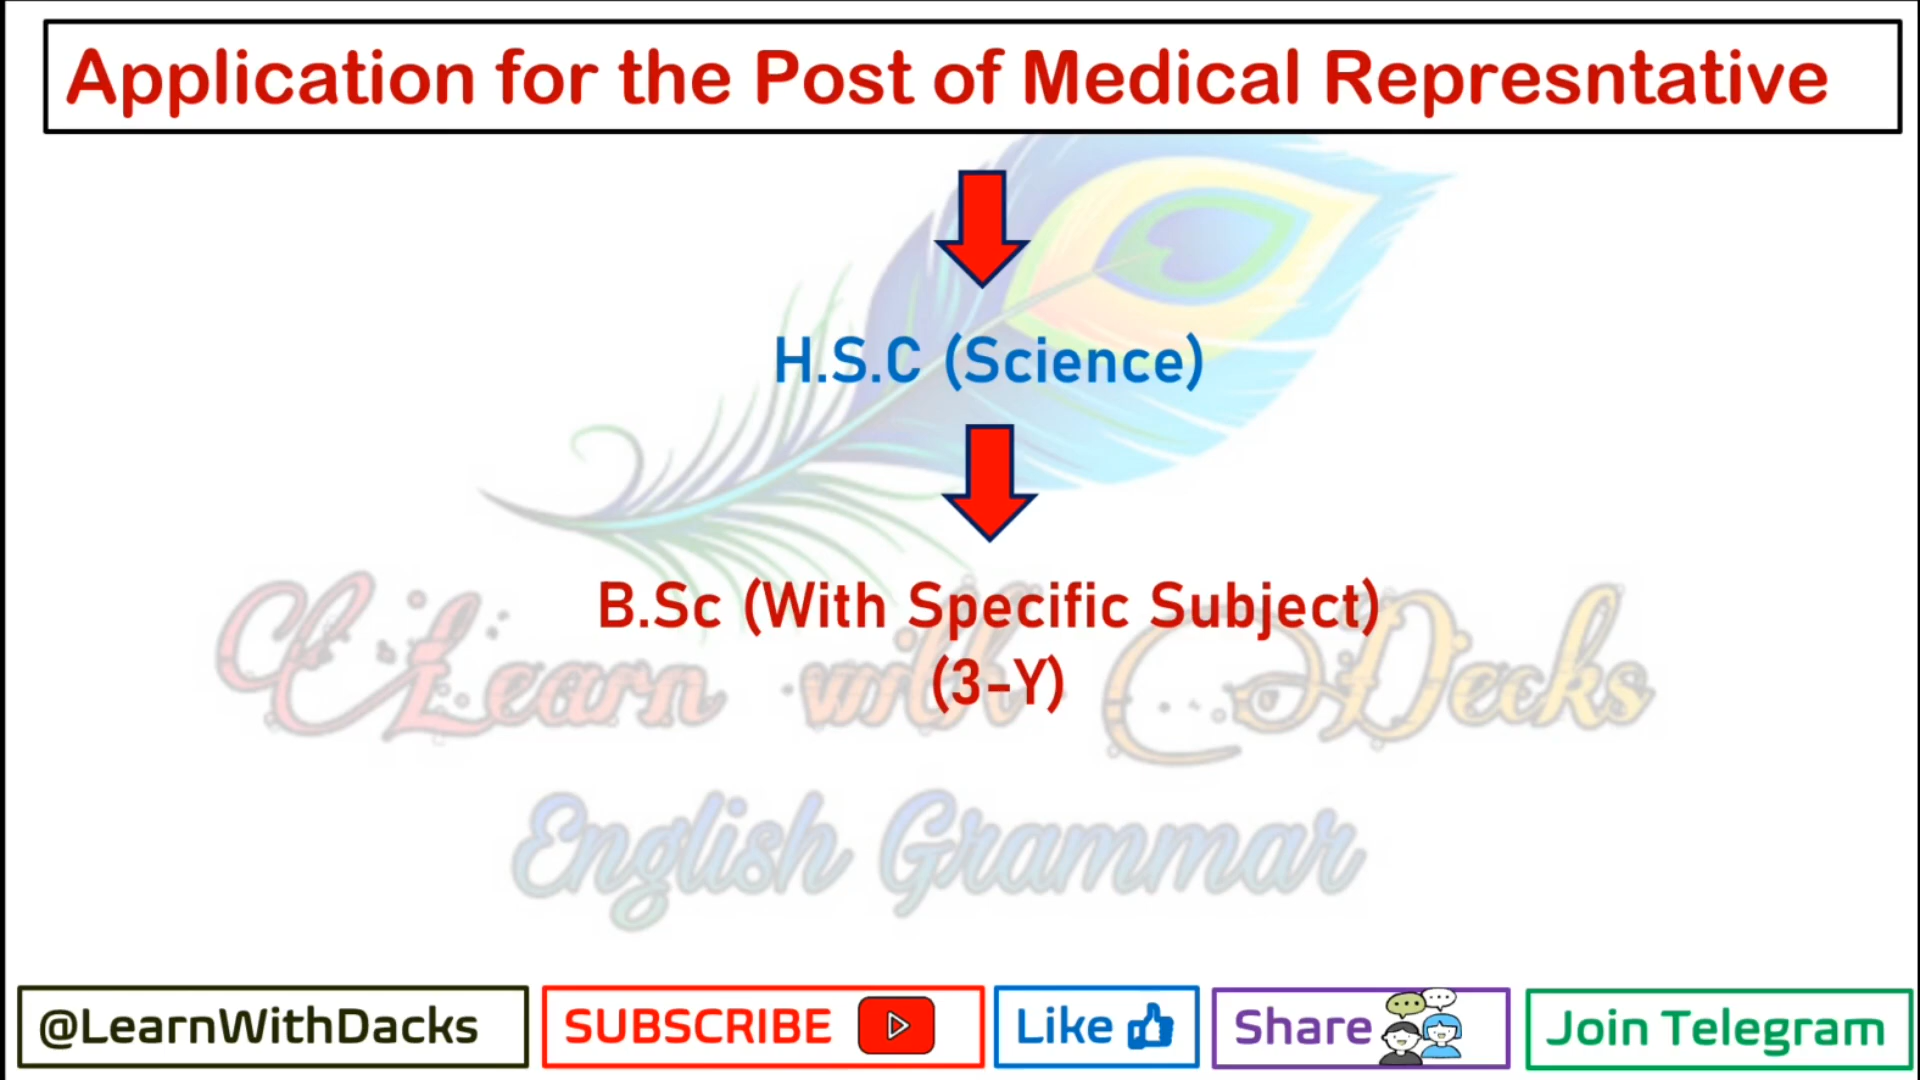 Application for the Post of Medical Represntative
H.S.C (Science)
B.Sc (With Specific Subject)
(3-Y)
Learn with Dacks
English Grammar
@LearnWithDacks
SUBSCRIBE
Like
Share
Join Telegram